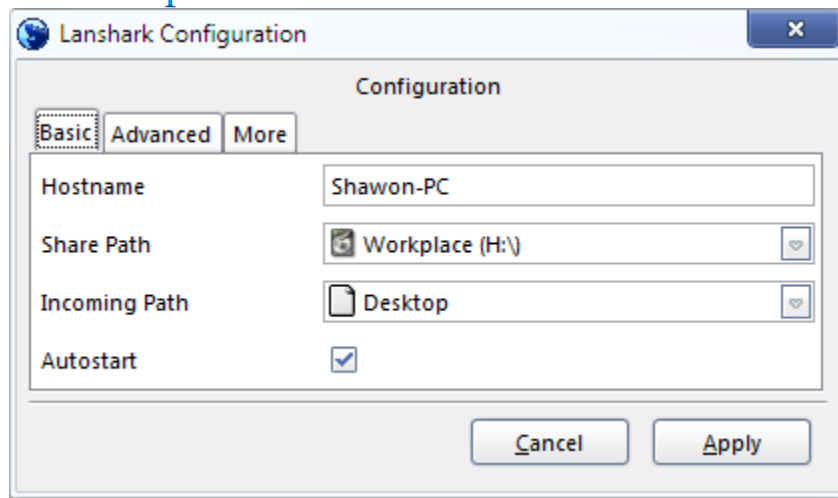 Lanshark Configuration
Configuration
Basic Advanced More
Hostname Shawon-PC
Share Path Workplace (H:\)
Incoming Path Desktop
Autostart
Cancel Apply